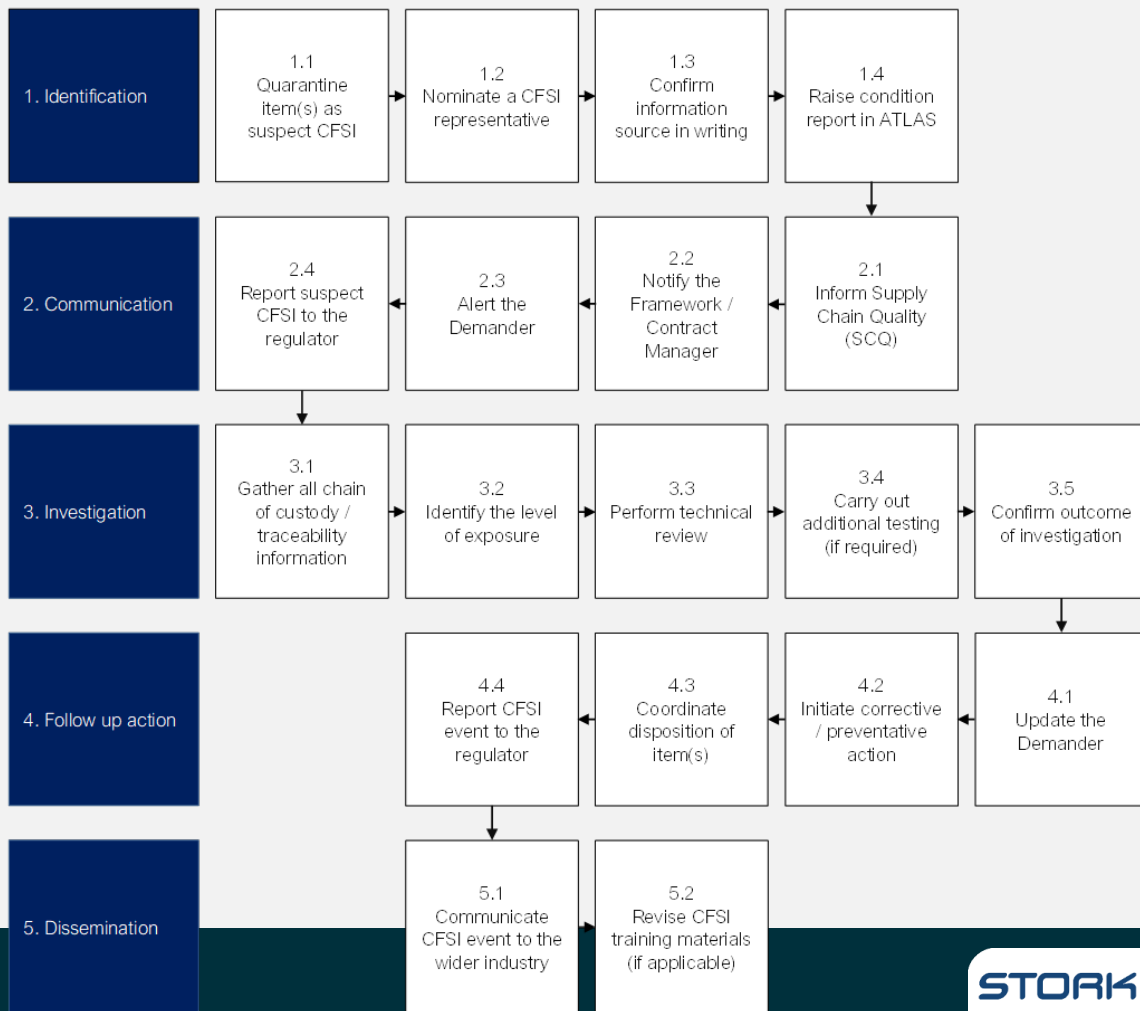 1. Identification
1.1
Quarantine
item(s) as
suspect CFSI
1.2
Nominate a CFSI
representative
1.3
Confirm
information
source in writing
1.4
Raise condition
report in ATLAS
2. Communication
2.4
Report suspect
CFSI to the
regulator
2.3
Alert the
Demander
2.2
Notify the
Framework /
Contract
Manager
2.1
Inform Supply
Chain Quality
(SCQ)
3. Investigation
3.1
Gather all chain
of custody /
traceability
information
3.2
Identify the level
of exposure
3.3
Perform technical
review
3.4
Carry out
additional testing
(if required)
3.5
Confirm outcome
of investigation
4. Follow up action
4.4
Report CFSI
event to the
regulator
4.3
Coordinate
disposition of
item(s)
4.2
Initiate corrective
/ preventative
action
4.1
Update the
Demander
5. Dissemination
5.1
Communicate
CFSI event to the
wider industry
5.2
Revise CFSI
training materials
(if applicable)
STORK